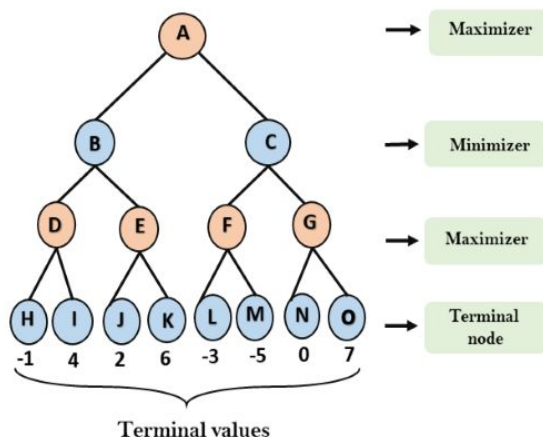 A
Maximizer
B
C
Minimizer
D
E
F
G
Maximizer
H
I
J
K
L
M
N
O
Terminal
node
-1
4
2
6
-3
-5
0
7
Terminal values